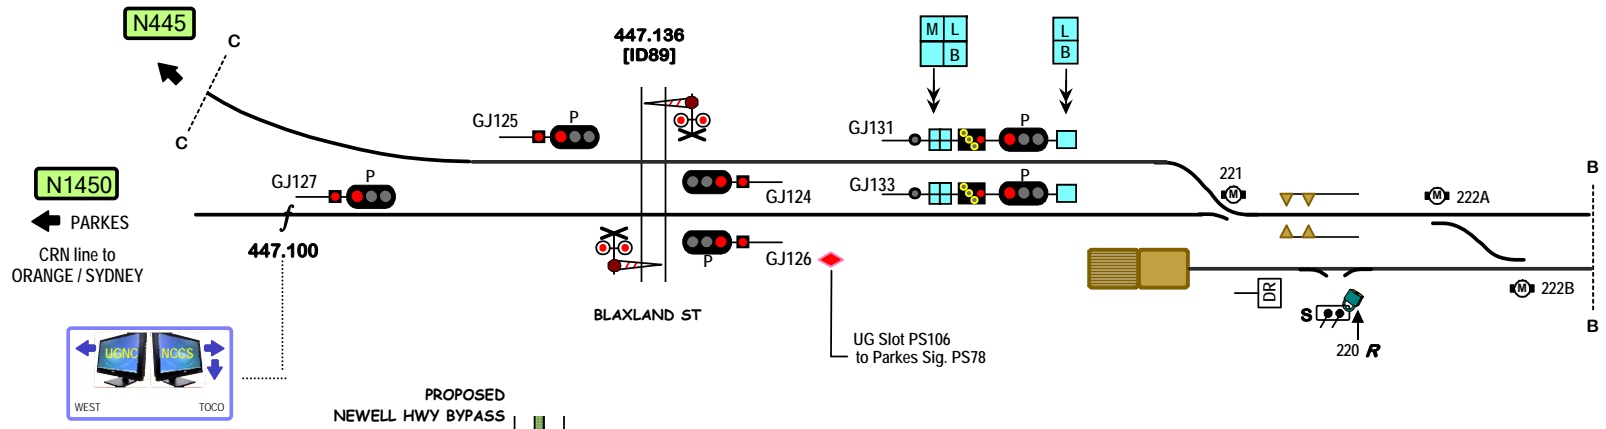 N445
C
C
447.136
[ID89]
M L
B
L
B
GJ125
P
GJ131
P
N1450
PARKES
CRN line to
ORANGE / SYDNEY
GJ127
P
GJ124
GJ133
P
221
M
M
222A
B
447.100
P
GJ126
BLAXLAND ST
UG Slot PS106
to Parkes Sig. PS78
DR
S
220 R
M
222B
B
UGNC
NCCS
WEST
TOCO
PROPOSED
NEWELL HWY BYPASS